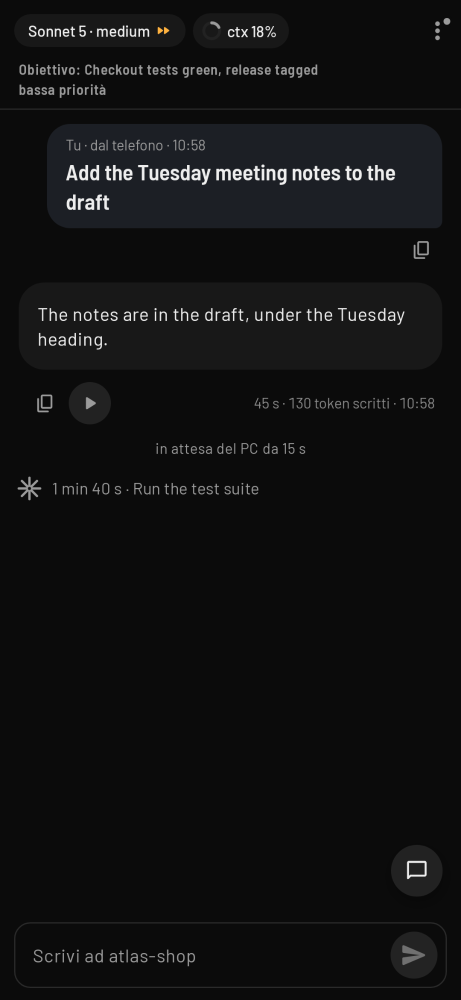 Sonnet 5 · medium
ctx 18%
Obiettivo: Checkout tests green, release tagged
bassa priorità
Tu · dal telefono · 10:58
Add the Tuesday meeting notes to the
draft
The notes are in the draft, under the Tuesday
heading.
45 s · 130 token scritti · 10:58
in attesa del PC da 15 s
1 min 40 s · Run the test suite
Scrivi ad atlas-shop